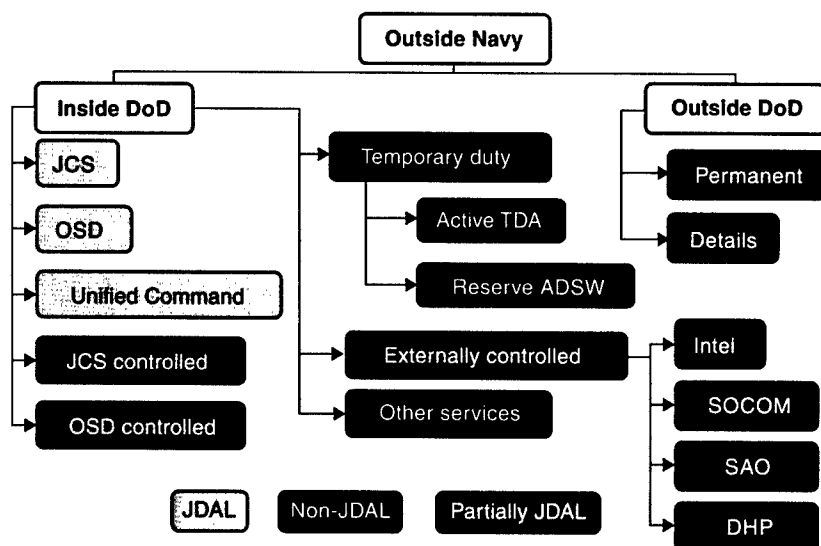 Outside Navy
Inside DoD
Outside DoD
JCS
OSD
Unified Command
JCS controlled
OSD controlled
Temporary duty
Active TDA
Reserve ADSW
Externally controlled
Other services
Permanent
Details
Intel
SOCOM
SAO
DHP
JDAL
Non-JDAL
Partially JDAL